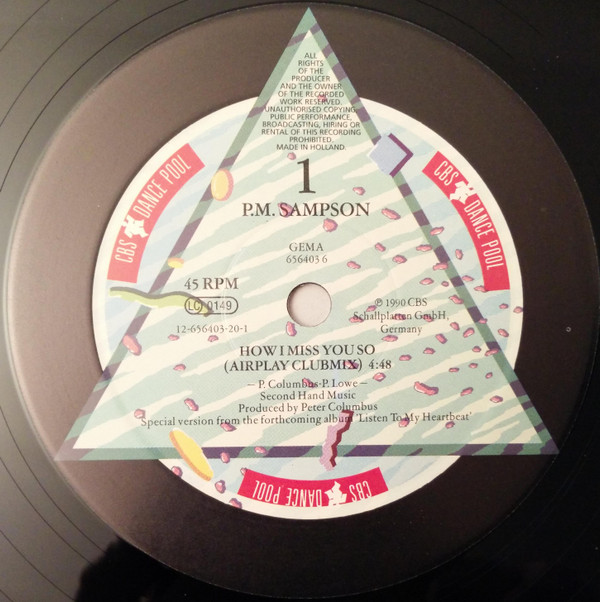 ALL
RIGHTS
OF THE
PRODUCER
AND THE OWNER
OF THE RECORDED
WORK RESERVED.
UNAUTHORISED COPYING,
PUBLIC PERFORMANCE,
BROADCASTING, HIRING OR
RENTAL OF THIS RECORDING
PROHIBITED.
MADE IN HOLLAND.
1
P.M. SAMPSON
CBS DANCE POOL
CBS DANCE POOL
GEMA
656403 6
45 RPM
LC 0149
12-656403-20-1
℗ 1990 CBS
Schallplatten GmbH,
Germany
HOW I MISS YOU SO
(AIRPLAY CLUBMIX) 4:48
– P. Columbus-P. Lowe –
Second Hand Music
Produced by Peter Columbus
Special version from the forthcoming album 'Listen To My Heartbeat'
CBS DANCE POOL